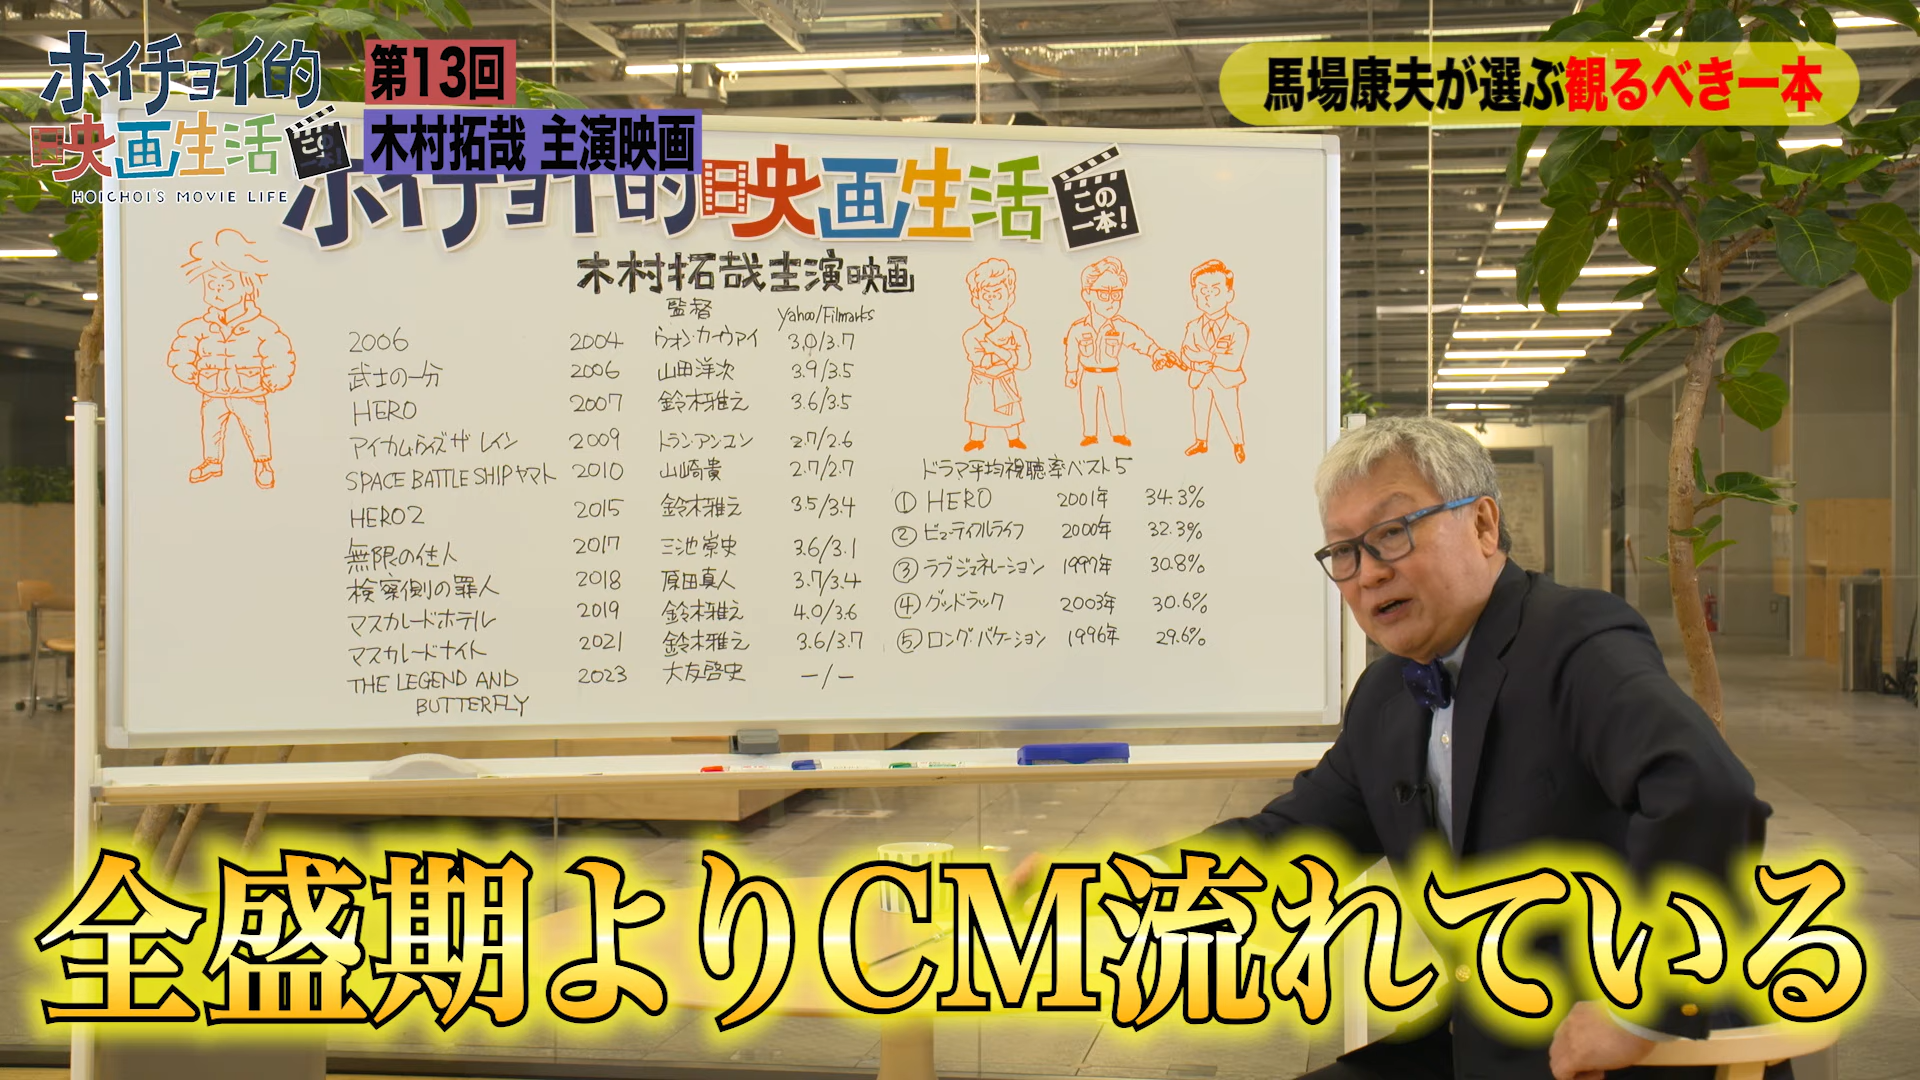 ホイチョイ的
映画生活
この一本!
HOICHOI'S MOVIE LIFE
第13回
木村拓哉 主演映画
馬場康夫が選ぶ観るべき一本
ホイチョイ的映画生活
この
一本!
木村拓哉主演映画
監督 Yahoo/Filmarks
2006 2004 ウォン・カーウァイ 3.0/3.7
武士の一分 2006 山田洋次 3.9/3.5
HERO 2007 鈴木雅之 3.6/3.5
アイカムウィズザレイン 2009 トラン・アン・ユン 2.7/2.6
SPACE BATTLE SHIP ヤマト 2010 山崎貴 2.7/2.7
HERO2 2015 鈴木雅之 3.5/3.4
無限の住人 2017 三池崇史 3.6/3.1
検察側の罪人 2018 原田真人 3.7/3.4
マスカレードホテル 2019 鈴木雅之 4.0/3.6
マスカレードナイト 2021 鈴木雅之 3.6/3.7
THE LEGEND AND 2023 大友啓史 -/-
BUTTERFLY
ドラマ平均視聴率ベスト5
① HERO 2001年 34.3%
② ビューティフルライフ 2000年 32.3%
③ ラブジェネレーション 1997年 30.8%
④ グッドラック 2003年 30.6%
⑤ ロング・バケーション 1996年 29.6%
全盛期よりCM流れている